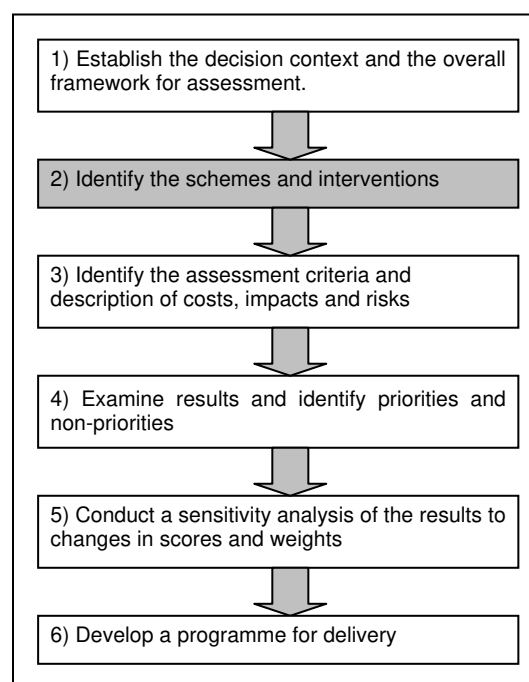 1) Establish the decision context and the overall
framework for assessment.
2) Identify the schemes and interventions
3) Identify the assessment criteria and
description of costs, impacts and risks
4) Examine results and identify priorities and
non-priorities
5) Conduct a sensitivity analysis of the results to
changes in scores and weights
6) Develop a programme for delivery